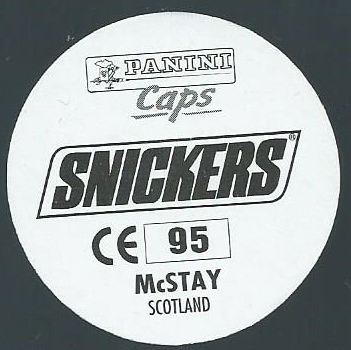 PANINI
Caps
SNICKERS®
CE 95
McSTAY
SCOTLAND